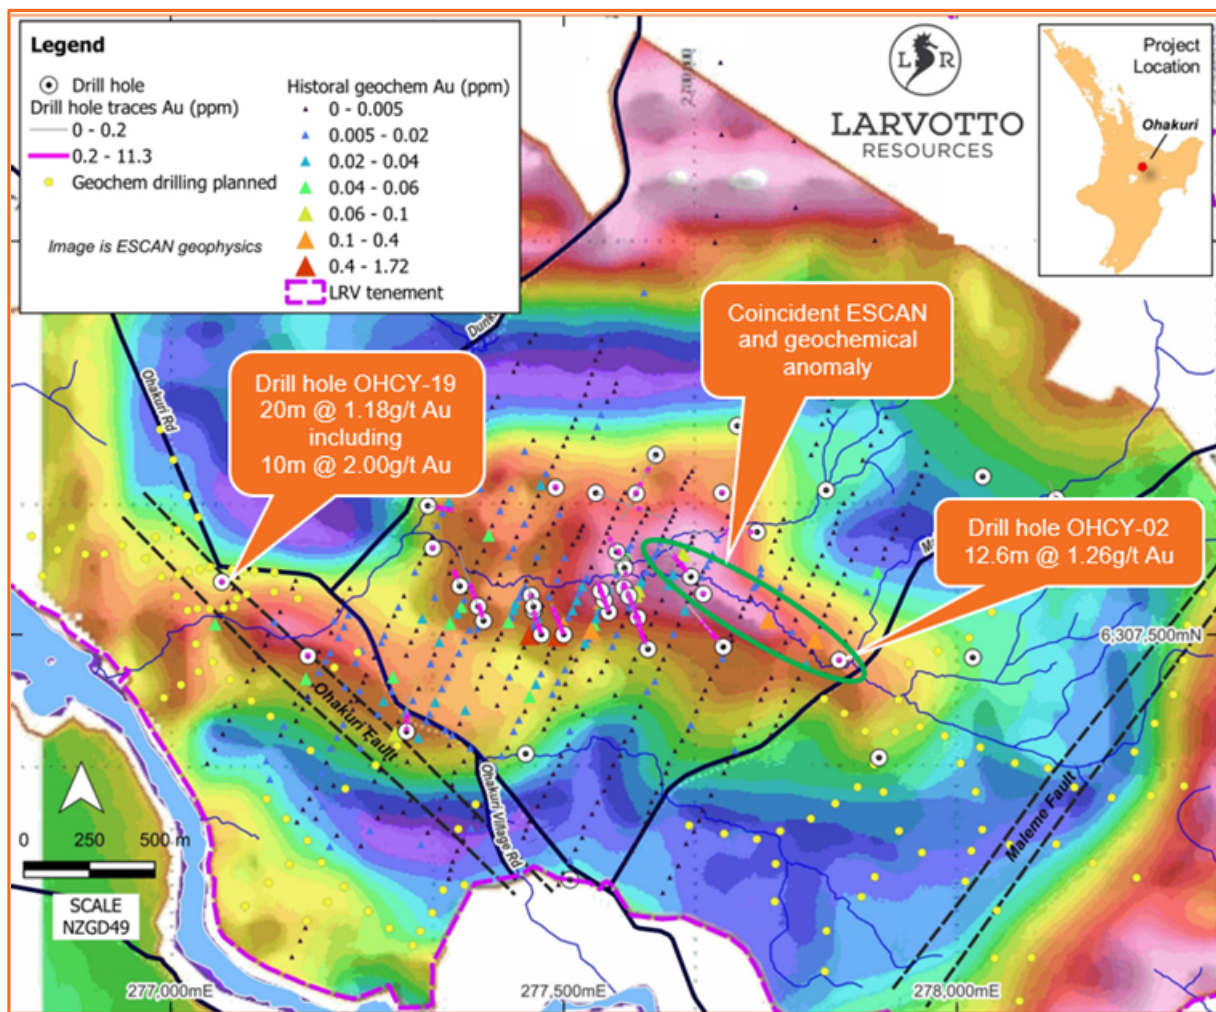 Legend
Drill hole
Drill hole traces Au (ppm)
0 - 0.2
0.2 - 11.3
Geochem drilling planned
Image is ESCAN geophysics
Historal geochem Au (ppm)
0 - 0.005
0.005 - 0.02
0.02 - 0.04
0.04 - 0.06
0.06 - 0.1
0.1 - 0.4
0.4 - 1.72
LRV tenement
L R
LARVOTTO
RESOURCES
Project
Location
Ohakuri
Coincident ESCAN
and geochemical
anomaly
Drill hole OHCY-19
20m @ 1.18g/t Au
including
10m @ 2.00g/t Au
Drill hole OHCY-02
12.6m @ 1.26g/t Au
Ohakuri Rd
6,307,500mN
Ohakuri Fault
Ohakuri Village Rd
Maleme Fault
0 250 500 m
SCALE
NZGD49
277,000mE
277,500mE
278,000mE